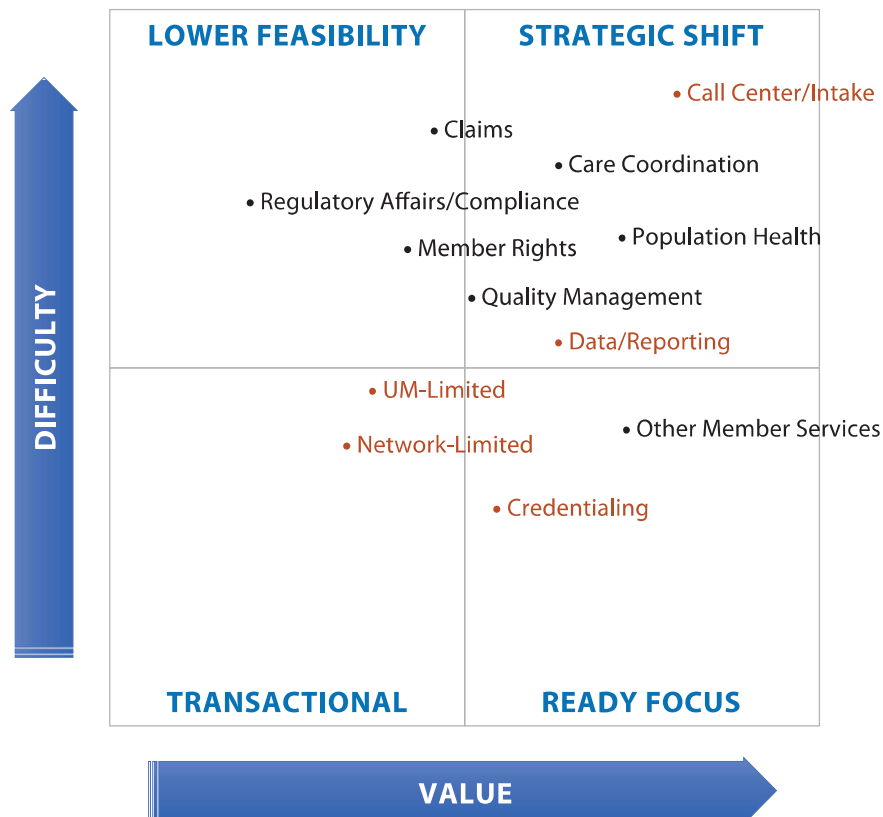 LOWER FEASIBILITY
STRATEGIC SHIFT
• Call Center/Intake
• Claims
• Care Coordination
• Regulatory Affairs/Compliance
• Population Health
• Member Rights
• Quality Management
• Data/Reporting
DIFFICULTY
• UM-Limited
• Other Member Services
• Network-Limited
• Credentialing
TRANSACTIONAL
READY FOCUS
VALUE